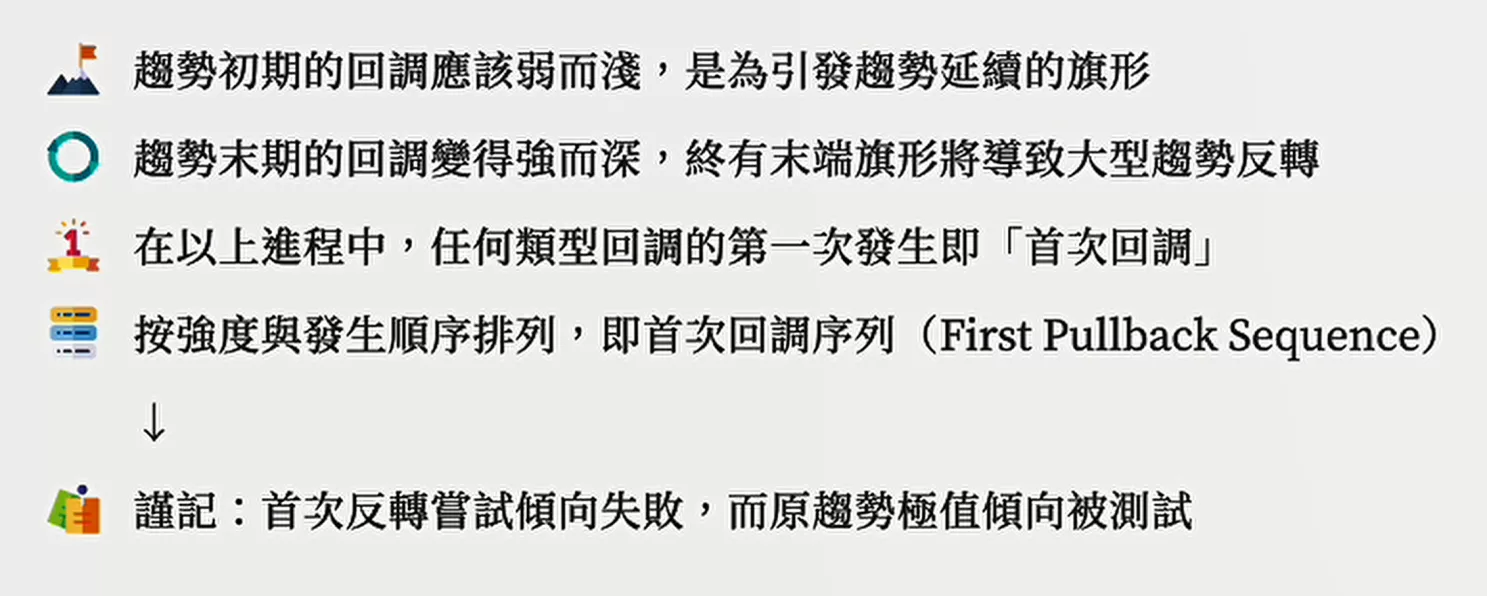 趨勢初期的回調應該弱而淺，是為引發趨勢延續的旗形
趨勢末期的回調變得強而深，終有末端旗形將導致大型趨勢反轉
在以上進程中，任何類型回調的第一次發生即「首次回調」
按強度與發生順序排列，即首次回調序列（First Pullback Sequence）
↓
謹記：首次反轉嘗試傾向失敗，而原趨勢極值傾向被測試